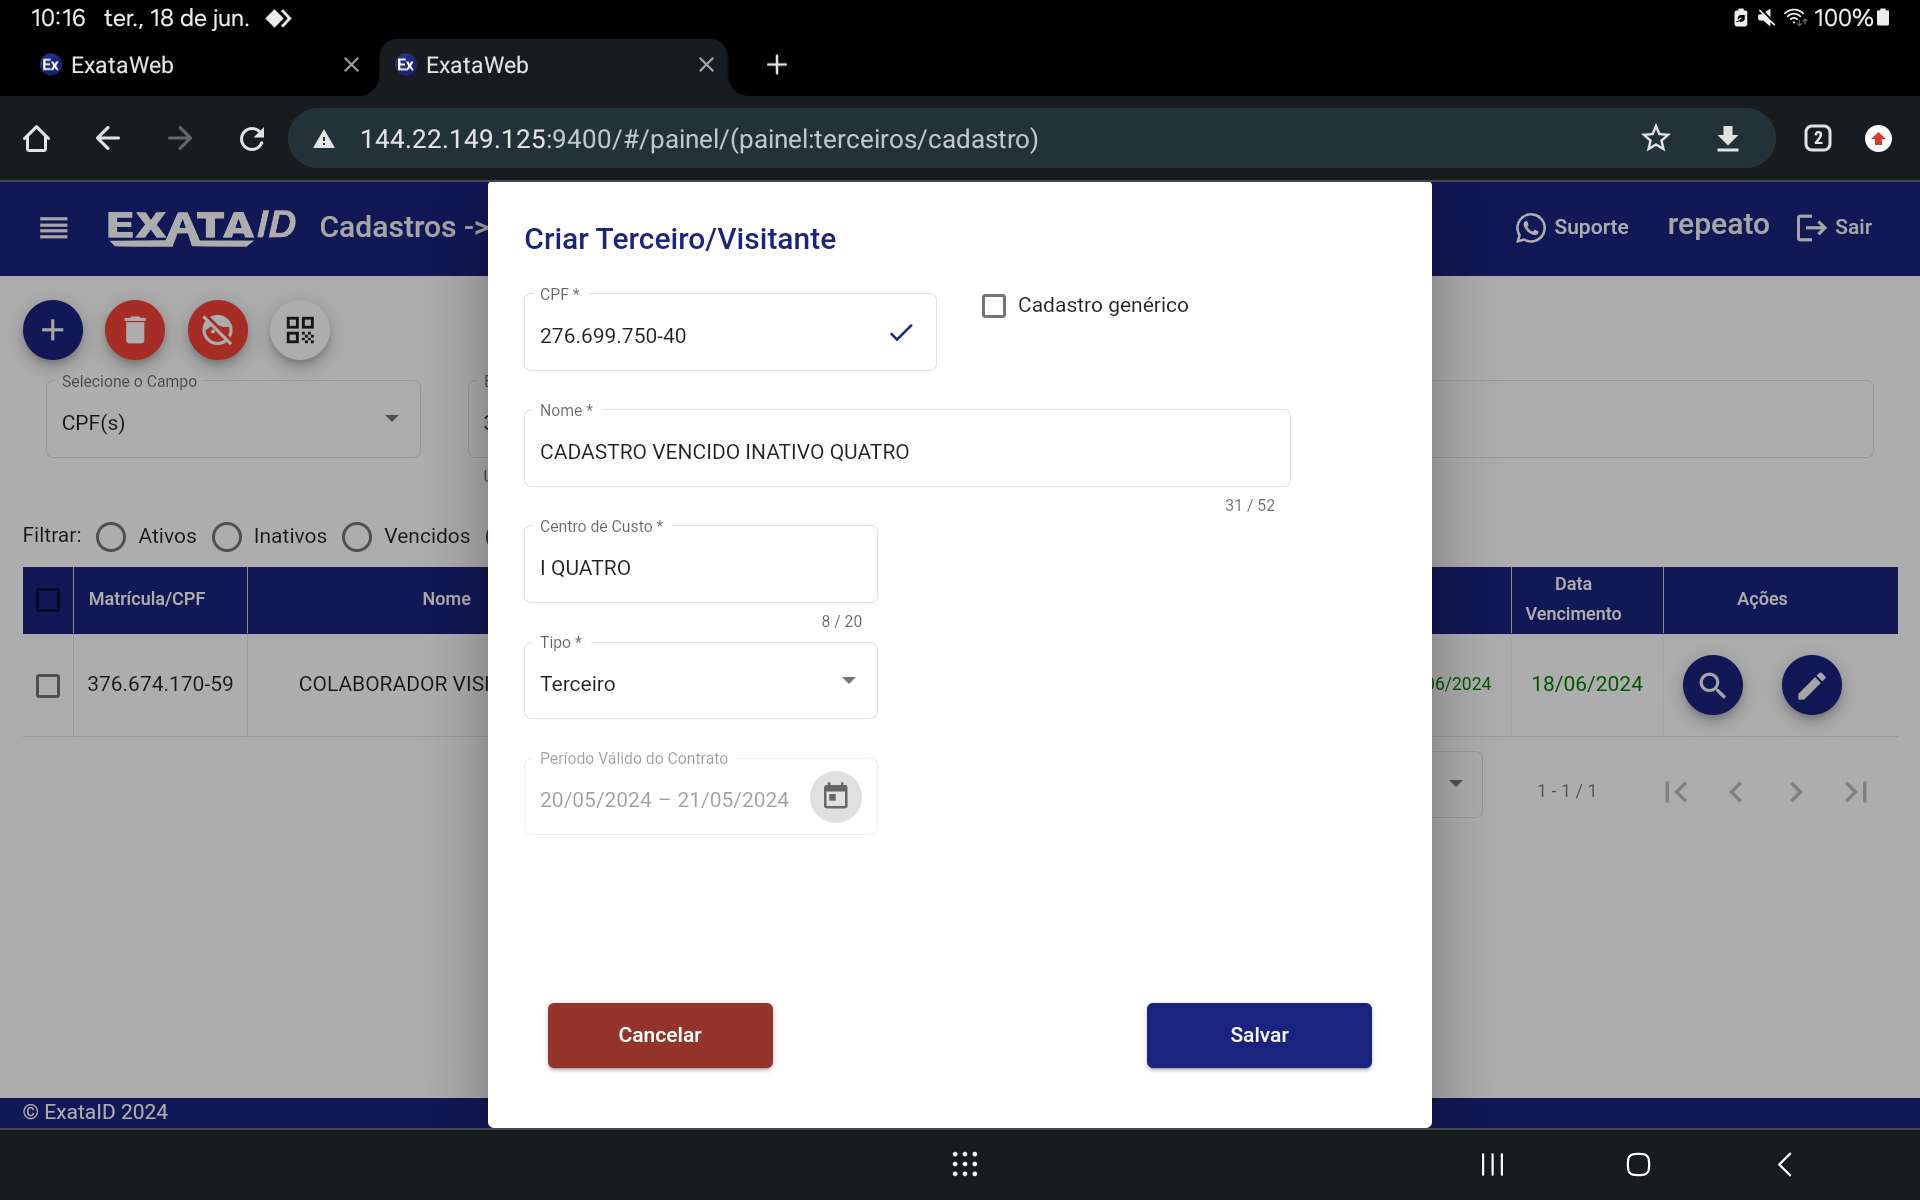 10:16 ter., 18 de jun. 100%
Ex ExataWeb Ex ExataWeb
144.22.149.125:9400/#/painel/(painel:terceiros/cadastro) 2
EXATAID Cadastros -> Suporte repeato Sair
Criar Terceiro/Visitante
CPF *
276.699.750-40
Cadastro genérico
Selecione o Campo
CPF(s)
Nome *
CADASTRO VENCIDO INATIVO QUATRO
31 / 52
Filtrar: Ativos Inativos Vencidos
Centro de Custo *
I QUATRO
8 / 20
Matrícula/CPF Nome Data Vencimento Ações
Tipo *
Terceiro
376.674.170-59 COLABORADOR VISI 06/2024 18/06/2024
Período Válido do Contrato
20/05/2024 – 21/05/2024
1 - 1 / 1
Cancelar Salvar
© ExataID 2024